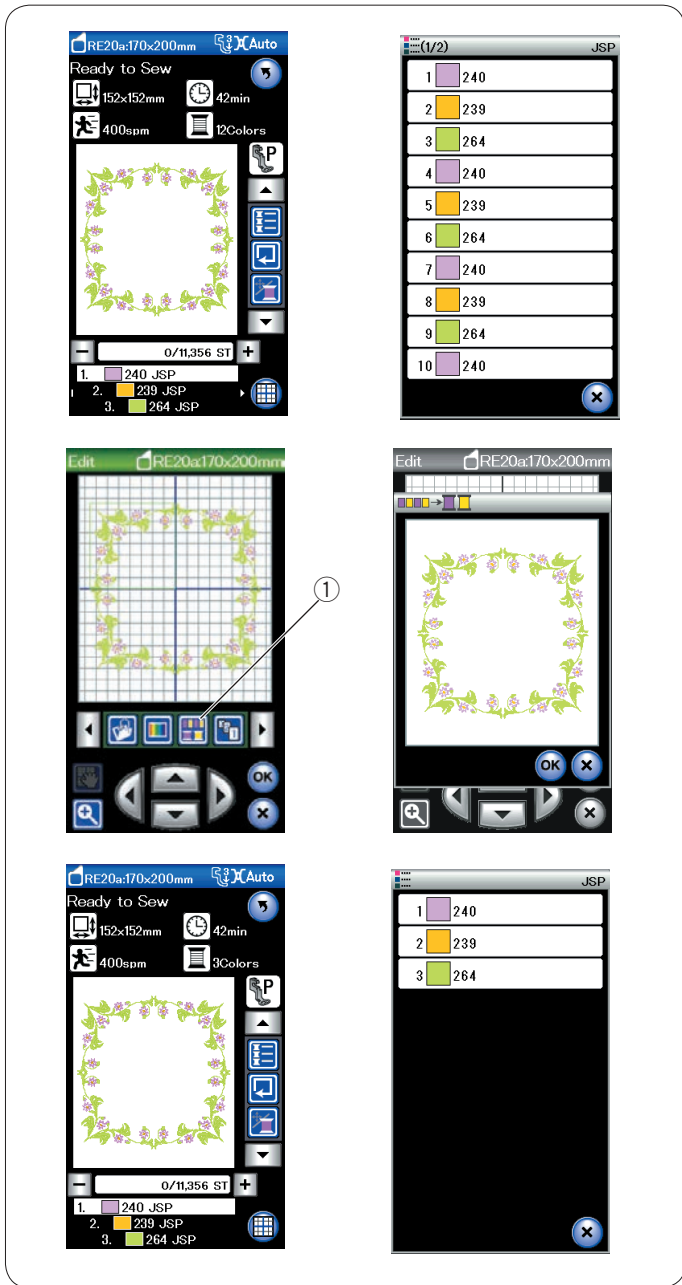 RE20a:170x200mm Auto
Ready to Sew
152x152mm 42min
400spm 12Colors
P
0/11,356 ST
1. 240 JSP
2. 239 JSP
3. 264 JSP
(1/2) JSP
1 240
2 239
3 264
4 240
5 239
6 264
7 240
8 239
9 264
10 240
Edit RE20a:170x200mm
①
OK
Edit RE20a:170x200mm
OK
RE20a:170x200mm Auto
Ready to Sew
152x152mm 42min
400spm 3Colors
P
0/11,356 ST
1. 240 JSP
2. 239 JSP
3. 264 JSP
JSP
1 240
2 239
3 264